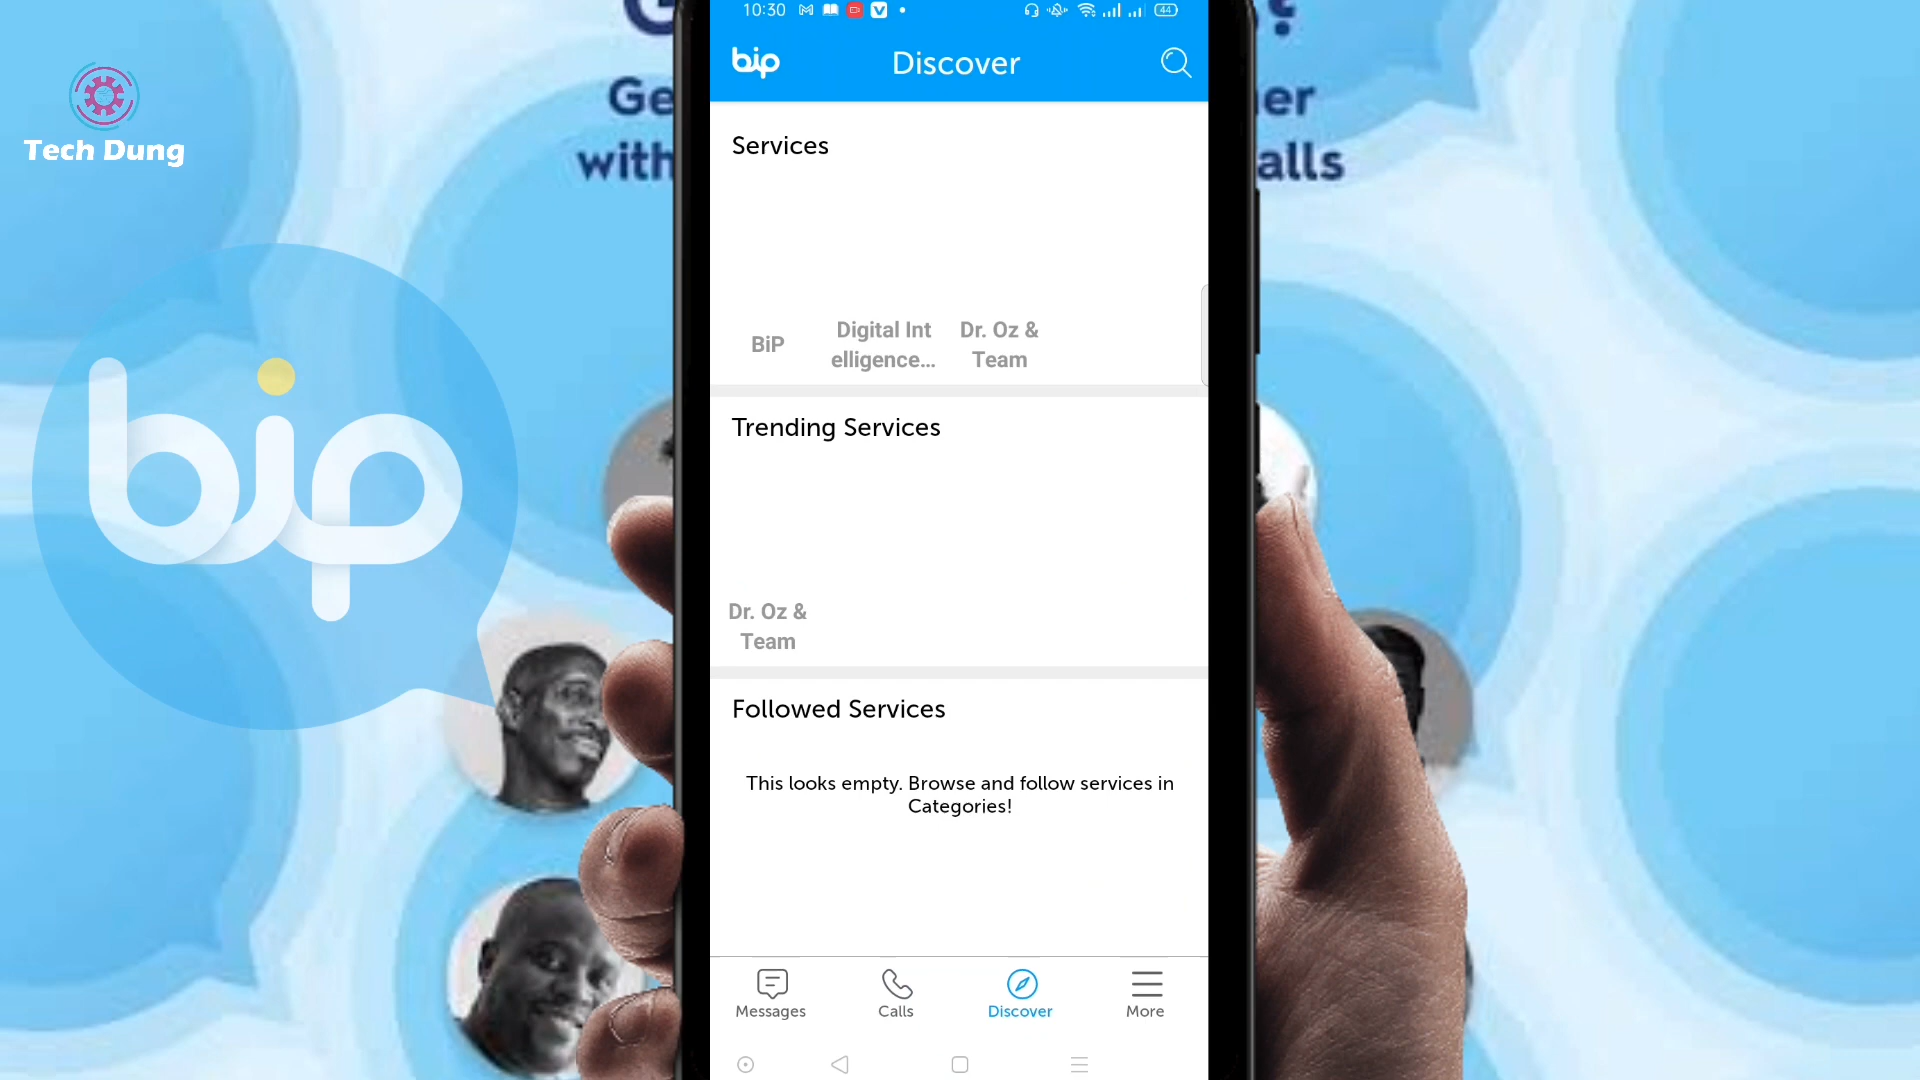 10:30
44
bip
Discover
Services
BiP
Digital Int
elligence...
Dr. Oz &
Team
Trending Services
Dr. Oz &
Team
Followed Services
This looks empty. Browse and follow services in
Categories!
Messages
Calls
Discover
More
Tech Dung
bip
Ge
er
with
alls